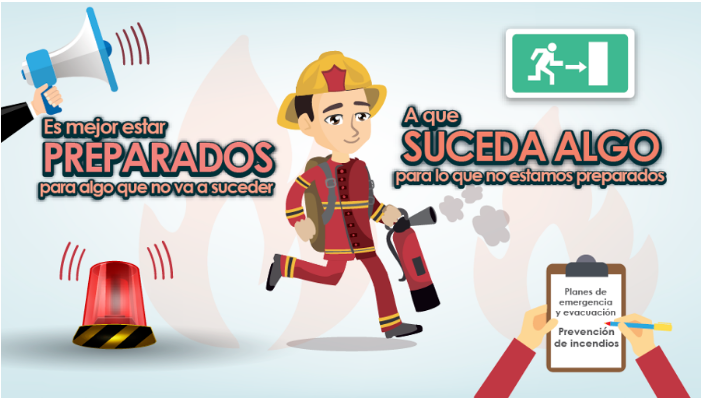 Es mejor estar
PREPARADOS
para algo que no va a suceder
A que
SUCEDA ALGO
para lo que no estamos preparados
Planes de
emergencia
y evacuación
Prevención
de incendios